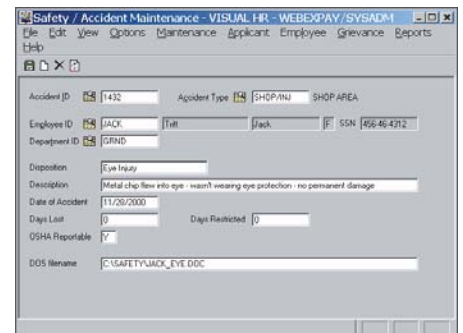 Safety / Accident Maintenance - VISUAL HR - WEBEXPAY/SYSADM
File Edit View Options Maintenance Applicant Employee Grievance Reports
Help
Accident ID 1432 Accident Type SHOP/INJ SHOP AREA
Employee ID JACK Jack F SSN 456-46-4312
Department ID GRND
Disposition Eye Injury
Description Metal chip flew into eye - wasn't wearing eye protection - no permanent damage
Date of Accident 11/28/2000
Days Lost 0 Days Restricted 0
OSHA Reportable Y
DOS filename C:\SAFETY\JACK_EYE.DOC